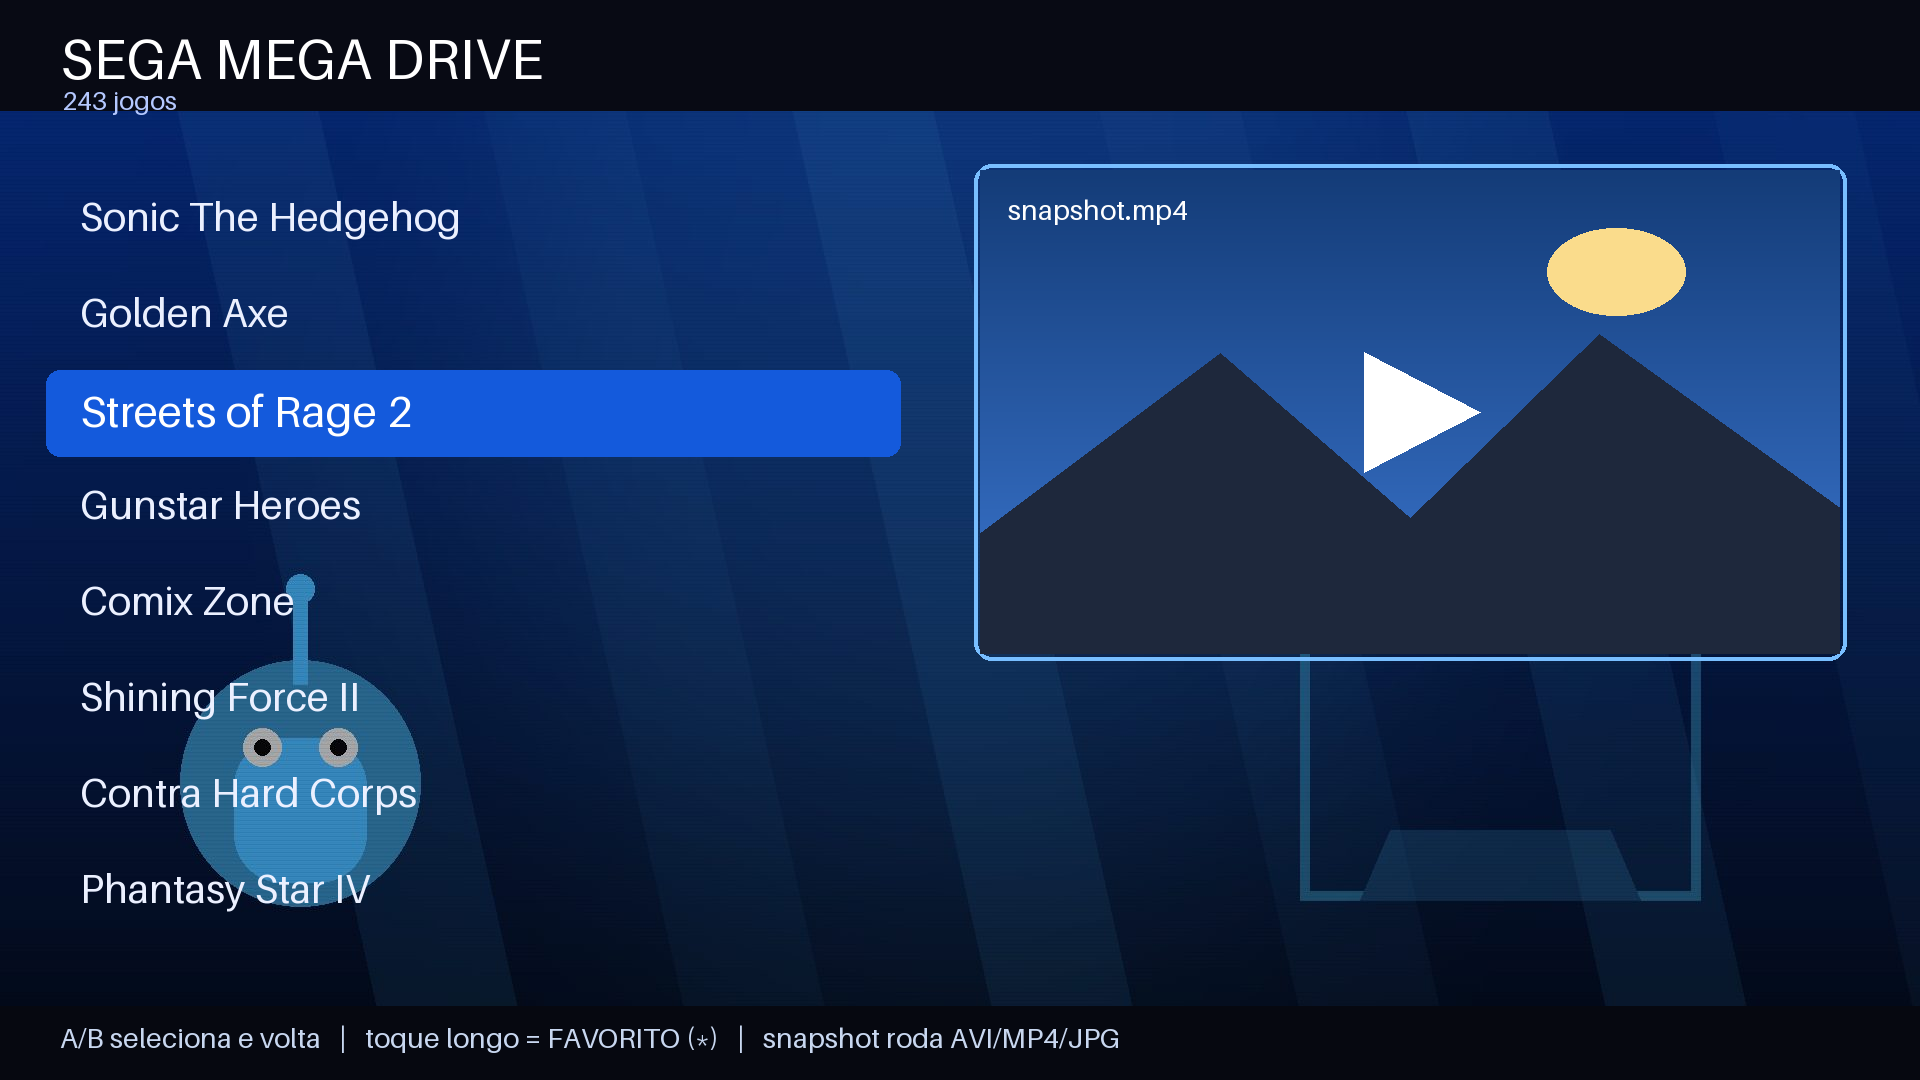 SEGA MEGA DRIVE
243 jogos
Sonic The Hedgehog
Golden Axe
Streets of Rage 2
Gunstar Heroes
Comix Zone
Shining Force II
Contra Hard Corps
Phantasy Star IV
snapshot.mp4
A/B seleciona e volta | toque longo = FAVORITO (*) | snapshot roda AVI/MP4/JPG